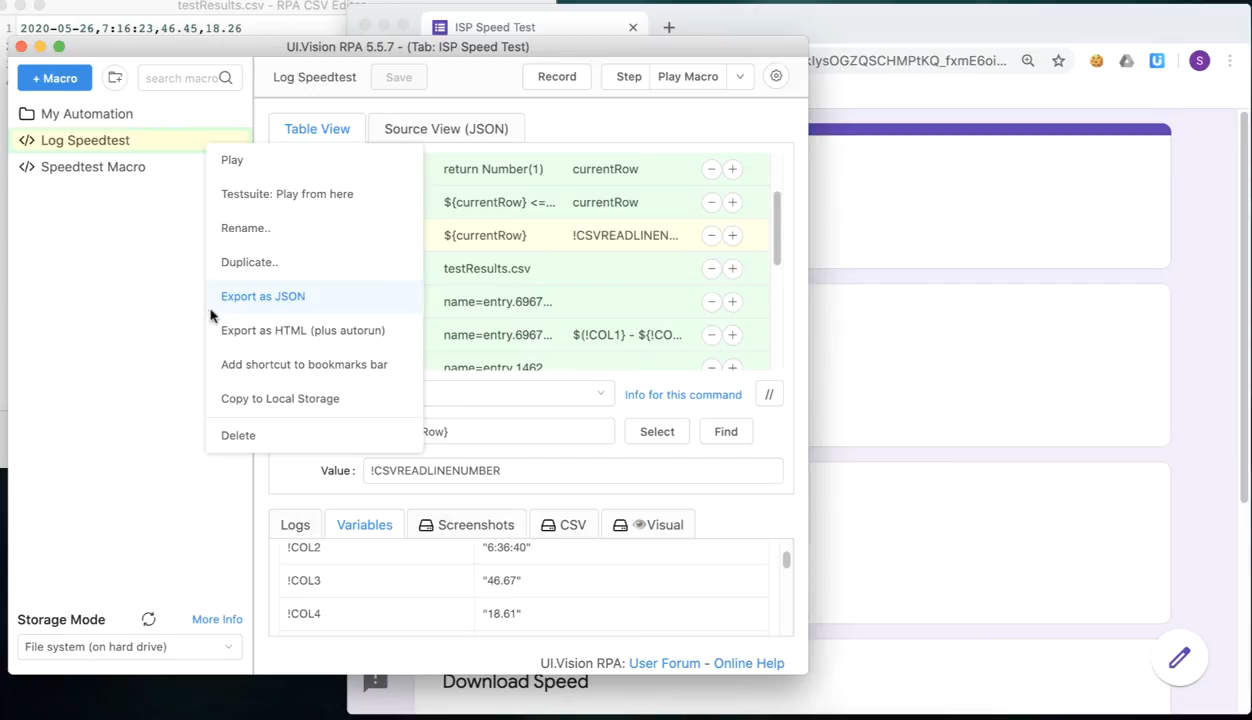 testResults.csv - RPA CSV Editor
1 2020-05-26,7:16:23,46.45,18.26
ISP Speed Test
klysOGZQSCHMPtKQ_fxmE6oi...
S
UI.Vision RPA 5.5.7 - (Tab: ISP Speed Test)
+ Macro
search macro
Log Speedtest
Save
Record
Step
Play Macro
My Automation
Log Speedtest
Speedtest Macro
Table View
Source View (JSON)
Play
Testsuite: Play from here
Rename..
Duplicate..
Export as JSON
Export as HTML (plus autorun)
Add shortcut to bookmarks bar
Copy to Local Storage
Delete
return Number(1) currentRow
${currentRow} <=... currentRow
${currentRow} !CSVREADLINEN...
testResults.csv
name=entry.6967...
name=entry.6967... $(!COL1} - ${!CO...
name=entry.1462
Info for this command
//
Row}
Select
Find
Value : !CSVREADLINENUMBER
Logs
Variables
Screenshots
CSV
Visual
!COL2 "6:36:40"
!COL3 "46.67"
!COL4 "18.61"
Storage Mode
More Info
File system (on hard drive)
UI.Vision RPA: User Forum - Online Help
Download Speed